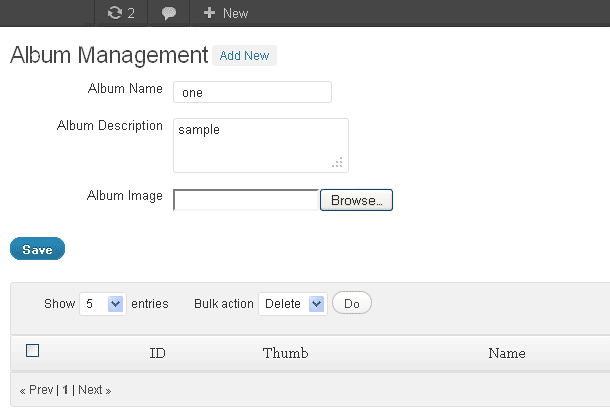 2 + New
Album Management Add New
Album Name one
Album Description sample
Album Image Browse...
Save
Show 5 entries Bulk action Delete Do
ID Thumb Name
« Prev | 1 | Next »